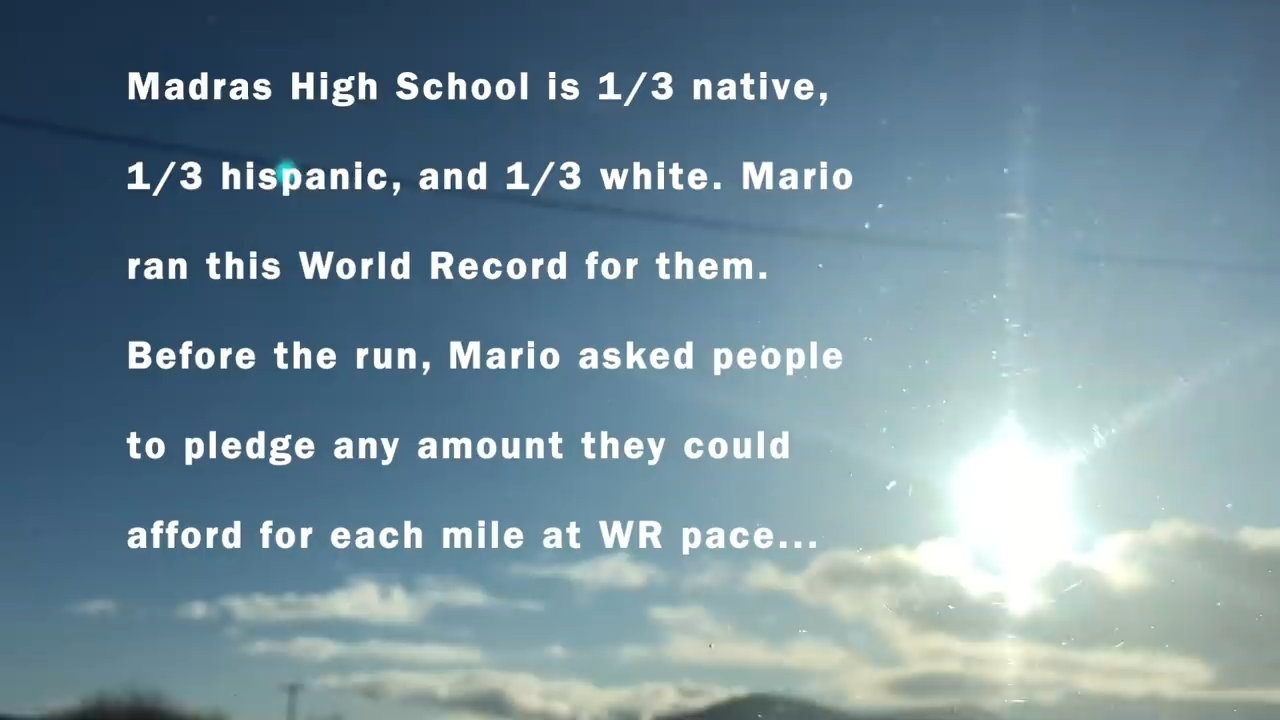 Madras High School is 1/3 native,
1/3 hispanic, and 1/3 white. Mario
ran this World Record for them.
Before the run, Mario asked people
to pledge any amount they could
afford for each mile at WR pace...